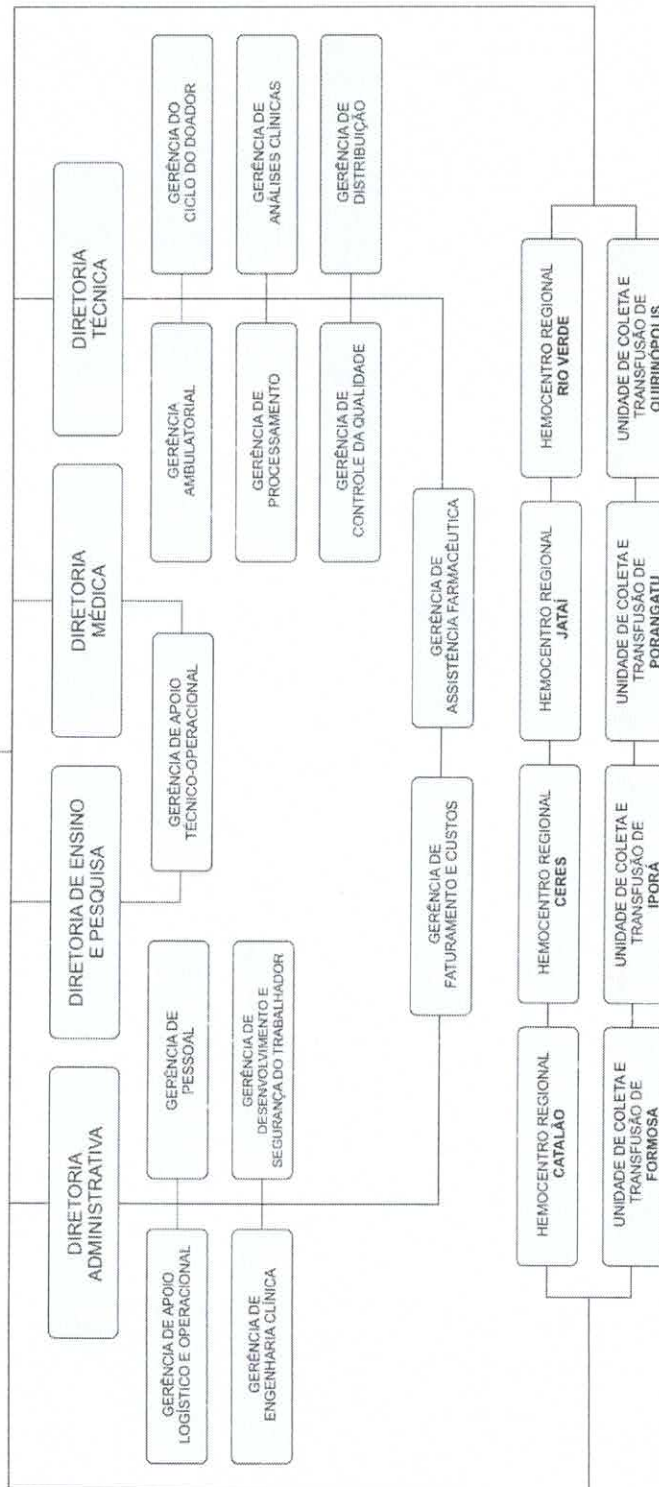 DIRETORIA
ADMINISTRATIVA
DIRETORIA DE ENSINO
E PESQUISA
DIRETORIA
MÉDICA
DIRETORIA
TÉCNICA
GERÊNCIA DE APOIO
LOGÍSTICO E OPERACIONAL
GERÊNCIA DE
PESSOAL
GERÊNCIA DE APOIO
TÉCNICO-OPERACIONAL
GERÊNCIA
AMBULATORIAL
GERÊNCIA DO
CICLO DO DOADOR
GERÊNCIA DE
ENGENHARIA CLÍNICA
GERÊNCIA DE
DESENVOLVIMENTO E
SEGURANÇA DO TRABALHADOR
GERÊNCIA DE
PROCESSAMENTO
GERÊNCIA DE
ANÁLISES CLÍNICAS
GERÊNCIA DE
CONTROLE DA QUALIDADE
GERÊNCIA DE
DISTRIBUIÇÃO
GERÊNCIA DE
FATURAMENTO E CUSTOS
GERÊNCIA DE
ASSISTÊNCIA FARMACÊUTICA
HEMOCENTRO REGIONAL
CATALÃO
HEMOCENTRO REGIONAL
CERES
HEMOCENTRO REGIONAL
JATAÍ
HEMOCENTRO REGIONAL
RIO VERDE
UNIDADE DE COLETA E
TRANSFUSÃO DE
FORMOSA
UNIDADE DE COLETA E
TRANSFUSÃO DE
IPORÁ
UNIDADE DE COLETA E
TRANSFUSÃO DE
PORANGATU
UNIDADE DE COLETA E
TRANSFUSÃO DE
QUIRINÓPOLIS